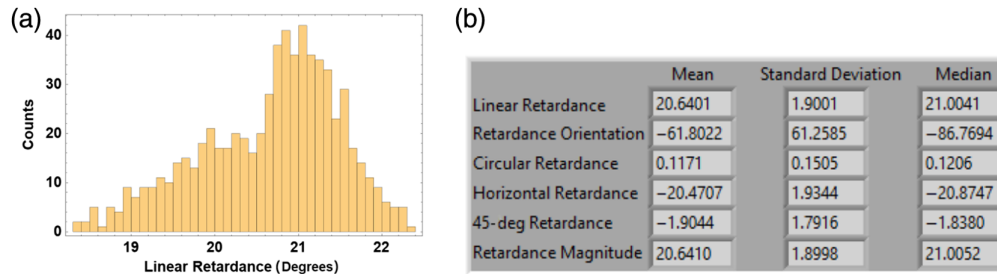 (a)
40
30
20
10
0
Counts
19 20 21 22
Linear Retardance (Degrees)
(b)
Mean Standard Deviation Median
Linear Retardance 20.6401 1.9001 21.0041
Retardance Orientation −61.8022 61.2585 −86.7694
Circular Retardance 0.1171 0.1505 0.1206
Horizontal Retardance −20.4707 1.9344 −20.8747
45-deg Retardance −1.9044 1.7916 −1.8380
Retardance Magnitude 20.6410 1.8998 21.0052